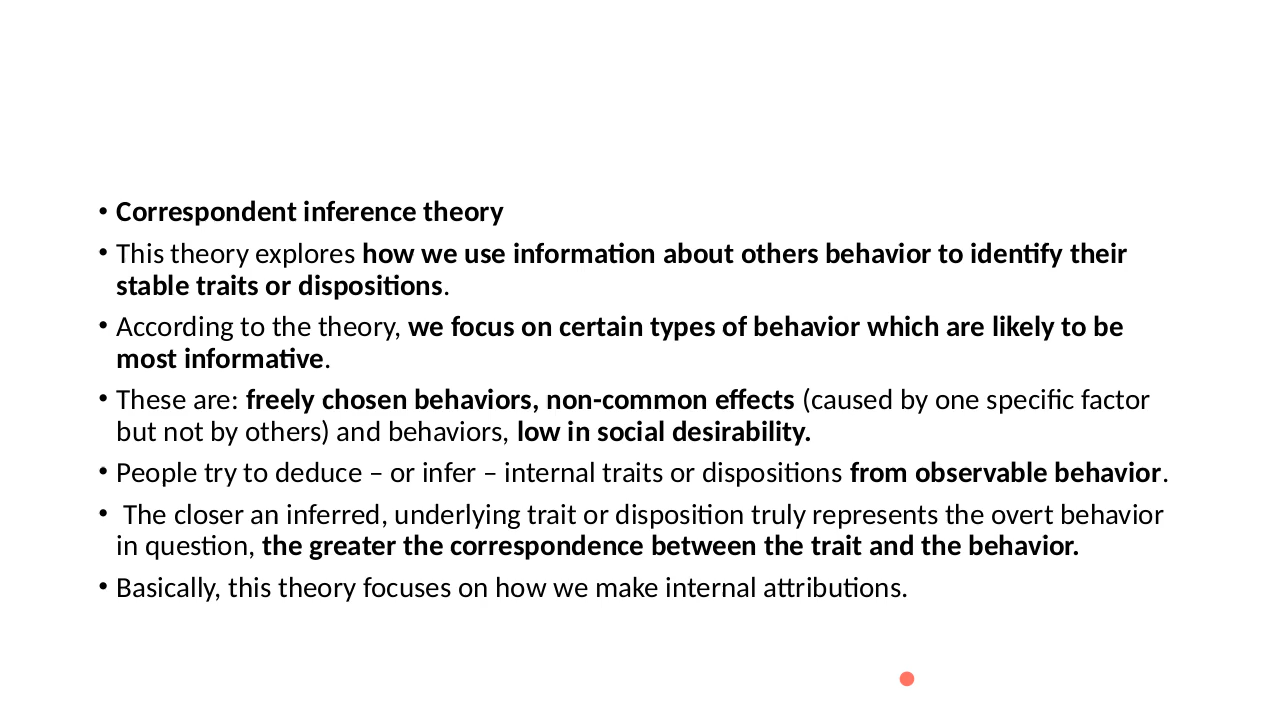 • Correspondent inference theory
• This theory explores how we use information about others behavior to identify their
stable traits or dispositions.
• According to the theory, we focus on certain types of behavior which are likely to be
most informative.
• These are: freely chosen behaviors, non-common effects (caused by one specific factor
but not by others) and behaviors, low in social desirability.
• People try to deduce – or infer – internal traits or dispositions from observable behavior.
• The closer an inferred, underlying trait or disposition truly represents the overt behavior
in question, the greater the correspondence between the trait and the behavior.
• Basically, this theory focuses on how we make internal attributions.